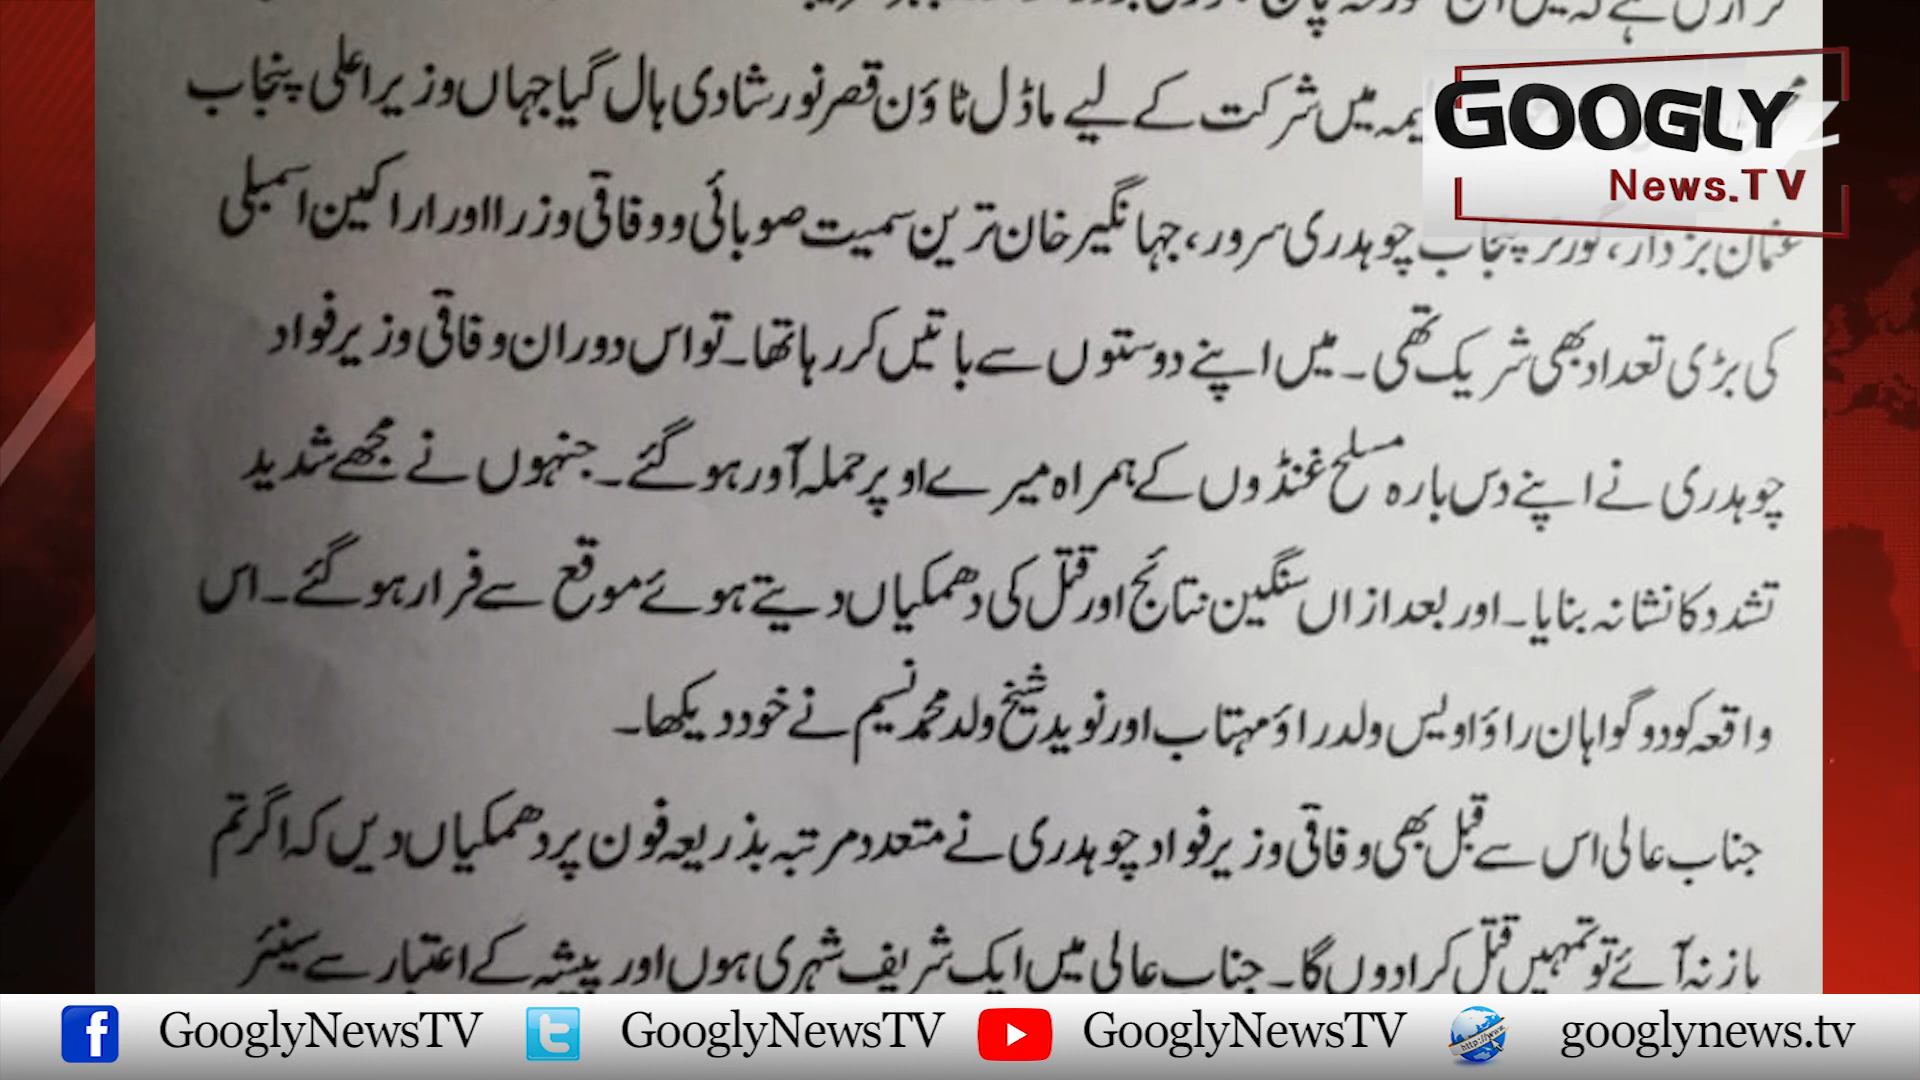 GOOGLY
News.TV
میں شرکت کے لیے ماڈل ٹاؤن قصر نور شادی ہال گیا جہاں وزیر اعلی پنجاب
عثمان بزدار، گورنر پنجاب چوہدری سرور، جہانگیر خان ترین سمیت صوبائی و وفاقی وزرا اور اراکین اسمبلی
کی بڑی تعداد بھی شریک تھی۔ میں اپنے دوستوں سے باتیں کر رہا تھا۔ تو اس دوران وفاقی وزیر فواد
چوہدری نے اپنے دس بارہ مسلح غنڈوں کے ہمراہ میرے اوپر حملہ آور ہو گئے۔ جنہوں نے مجھے شدید
تشدد کا نشانہ بنایا۔ اور بعد ازاں سنگین نتائج اور قتل کی دھمکیاں دیتے ہوئے موقع سے فرار ہو گئے۔ اس
واقعہ کو دو گواہان راؤ اویس ولد راؤ مہتاب اور نوید شیخ ولد محمد نسیم نے خود دیکھا۔
جناب عالی اس سے قبل بھی وفاقی وزیر فواد چوہدری نے متعدد مرتبہ بذریعہ فون پر دھمکیاں دیں کہ اگر تم
باز نہ آئے تو تمہیں قتل کرا دوں گا۔ جناب عالی میں ایک شریف شہری ہوں اور پیشہ کے اعتبار سے سینئر
GooglyNewsTV GooglyNewsTV GooglyNewsTV googlynews.tv